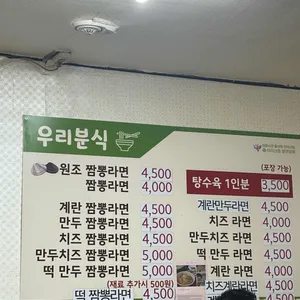 우리분식
원조 짬뽕라면 4,500
짬뽕라면 4,000
계란 짬뽕라면 4,500
만두 짬뽕라면 4,500
치즈 짬뽕라면 4,500
만두치즈 짬뽕라면 5,000
떡 만두 짬뽕라면 5,000
(재료 추가시 500원)
떡 짬뽕라면 4,500
(포장 가능)
탕수육 1인분 3,500
계란만두라면 4,500
치즈 라면 4,000
만두치즈라면 4,500
떡 만두 라면 4,500
계란 라면 4,000
치즈계란라면 4,500